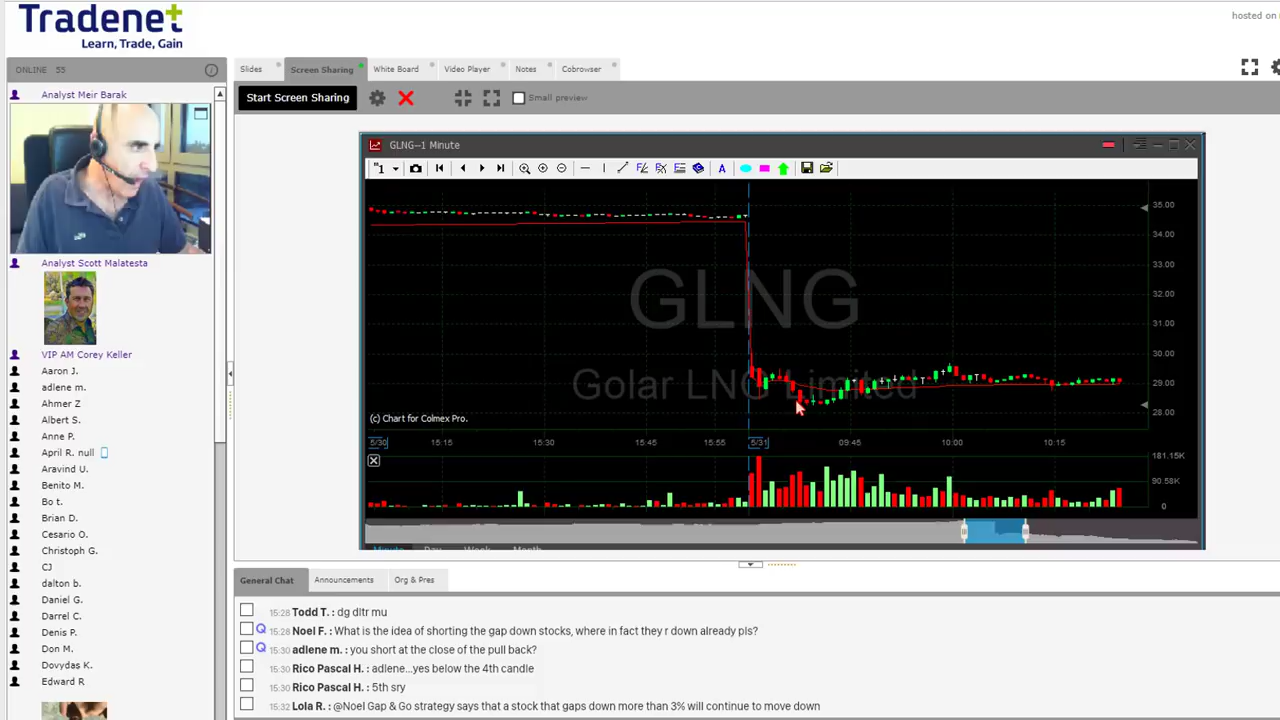 Tradenet+
Learn, Trade, Gain
hosted on
ONLINE 55
Analyst Meir Barak
Analyst Scott Malatesta
VIP AM Corey Keller
Aaron J.
adlene m.
Ahmer Z
Albert S.
Anne P.
April R. null
Aravind U.
Benito M.
Bo t.
Brian D.
Cesario O.
Christoph G.
CJ
dalton b.
Daniel G.
Darrel C.
Denis P.
Don M.
Dovydas K.
Edward R
Slides Screen Sharing White Board Video Player Notes Cobrowser
Start Screen Sharing Small preview
GLNG--1 Minute
"1 A
GLNG
Golar LNG Limited
35.00
34.00
33.00
32.00
31.00
30.00
29.00
28.00
(c) Chart for Colmex Pro.
5/30 15:15 15:30 15:45 15:55 5/31 09:45 10:00 10:15
181.15K
90.58K
0
Minute Day Week Month
General Chat Announcements Org & Pres
15:28 Todd T. : dg dltr mu
Q 15:28 Noel F. : What is the idea of shorting the gap down stocks, where in fact they r down already pls?
Q 15:30 adlene m. : you short at the close of the pull back?
15:30 Rico Pascal H. : adlene...yes below the 4th candle
15:30 Rico Pascal H. : 5th sry
15:32 Lola R. : @Noel Gap & Go strategy says that a stock that gaps down more than 3% will continue to move down